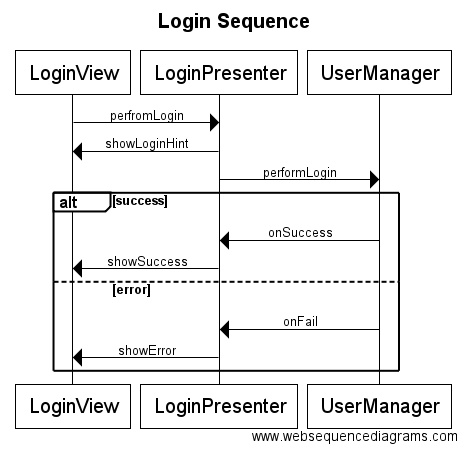 Login Sequence
LoginView LoginPresenter UserManager
perfromLogin
showLoginHint
performLogin
alt [success]
onSuccess
showSuccess
[error]
onFail
showError
LoginView LoginPresenter UserManager
www.websequencediagrams.com